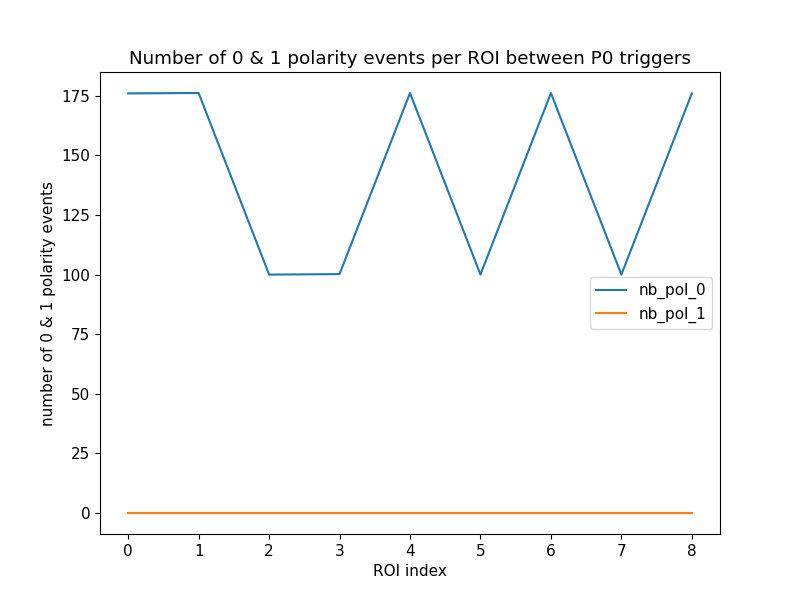 Number of 0 & 1 polarity events per ROI between P0 triggers
number of 0 & 1 polarity events
175
150
125
100
75
50
25
0
nb_pol_0
nb_pol_1
0 1 2 3 4 5 6 7 8
ROI index